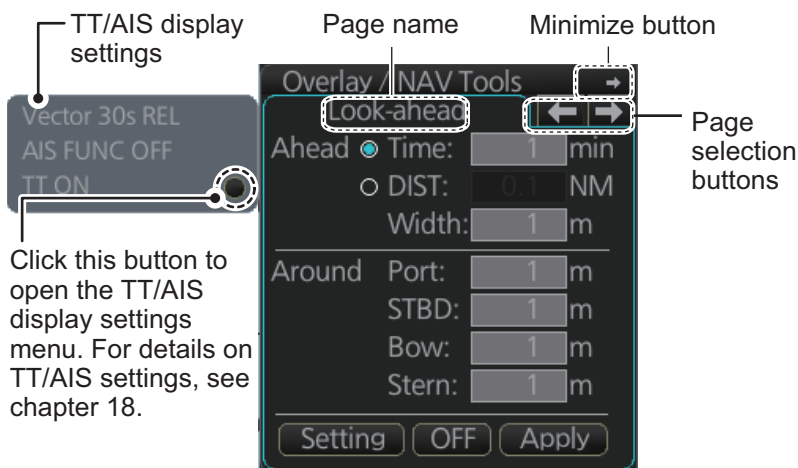 TT/AIS display
settings
Page name
Minimize button
Vector 30s REL
AIS FUNC OFF
TT ON
Click this button to
open the TT/AIS
display settings
menu. For details on
TT/AIS settings, see
chapter 18.
Overlay / NAV Tools
Look-ahead
Page
selection
buttons
Ahead Time: 1 min
DIST: 0.1 NM
Width: 1 m
Around Port: 1 m
STBD: 1 m
Bow: 1 m
Stern: 1 m
Setting OFF Apply